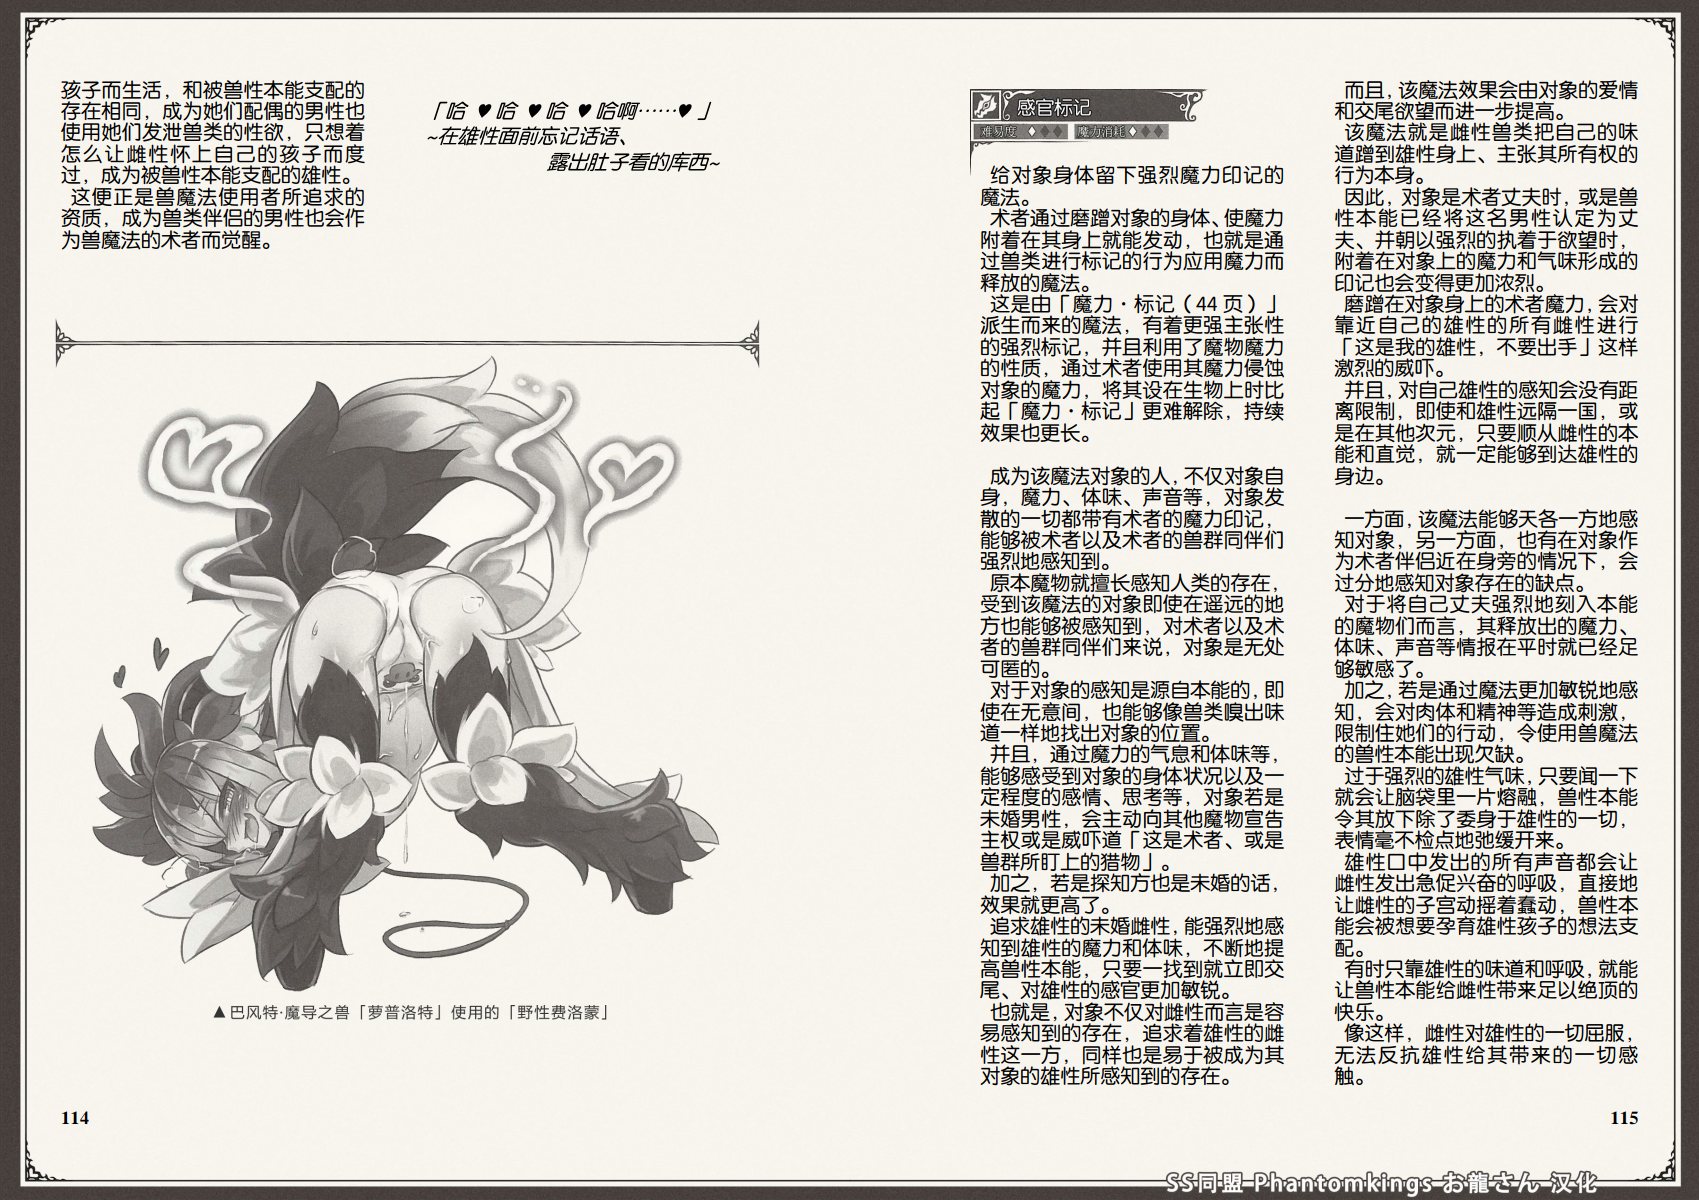 孩子而生活，和被兽性本能支配的
存在相同，成为她们配偶的男性也
使用她们发泄兽类的性欲，只想着
怎么让雌性怀上自己的孩子而度
过，成为被兽性本能支配的雄性。
这便正是兽魔法使用者所追求的
资质，成为兽类伴侣的男性也会作
为兽魔法的术者而觉醒。
「哈♥哈♥哈♥哈啊……♥」
~在雄性面前忘记话语、
露出肚子看的库西~
▲巴风特·魔导之兽「萝普洛特」使用的「野性费洛蒙」
114
感官标记
难易度 ◆◆◆ 魔力消耗 ◆◆◆
给对象身体留下强烈魔力印记的
魔法。
术者通过磨蹭对象的身体、使魔力
附着在其身上就能发动，也就是通
过兽类进行标记的行为应用魔力而
释放的魔法。
这是由「魔力・标记（44 页）」
派生而来的魔法，有着更强主张性
的强烈标记，并且利用了魔物魔力
的性质，通过术者使用其魔力侵蚀
对象的魔力，将其设在生物上时比
起「魔力・标记」更难解除，持续
效果也更长。
成为该魔法对象的人，不仅对象自
身，魔力、体味、声音等，对象发
散的一切都带有术者的魔力印记，
能够被术者以及术者的兽群同伴们
强烈地感知到。
原本魔物就擅长感知人类的存在，
受到该魔法的对象即使在遥远的地
方也能够被感知到，对术者以及术
者的兽群同伴们来说，对象是无处
可匿的。
对于对象的感知是源自本能的，即
使在无意间，也能够像兽类嗅出味
道一样地找出对象的位置。
并且，通过魔力的气息和体味等，
能够感受到对象的身体状况以及一
定程度的感情、思考等，对象若是
未婚男性，会主动向其他魔物宣告
主权或是威吓道「这是术者、或是
兽群所盯上的猎物」。
加之，若是探知方也是未婚的话，
效果就更高了。
追求雄性的未婚雌性，能强烈地感
知到雄性的魔力和体味，不断地提
高兽性本能，只要一找到就立即交
尾、对雄性的感官更加敏锐。
也就是，对象不仅对雌性而言是容
易感知到的存在，追求着雄性的雌
性这一方，同样也是易于被成为其
对象的雄性所感知到的存在。
而且，该魔法效果会由对象的爱情
和交尾欲望而进一步提高。
该魔法就是雌性兽类把自己的味
道蹭到雄性身上、主张其所有权的
行为本身。
因此，对象是术者丈夫时，或是兽
性本能已经将这名男性认定为丈
夫、并朝以强烈的执着于欲望时，
附着在对象上的魔力和气味形成的
印记也会变得更加浓烈。
磨蹭在对象身上的术者魔力，会对
靠近自己的雄性的所有雌性进行
「这是我的雄性，不要出手」这样
激烈的威吓。
并且，对自己雄性的感知会没有距
离限制，即使和雄性远隔一国，或
是在其他次元，只要顺从雌性的本
能和直觉，就一定能够到达雄性的
身边。
一方面，该魔法能够天各一方地感
知对象，另一方面，也有在对象作
为术者伴侣近在身旁的情况下，会
过分地感知对象存在的缺点。
对于将自己丈夫强烈地刻入本能
的魔物们而言，其释放出的魔力、
体味、声音等情报在平时就已经足
够敏感了。
加之，若是通过魔法更加敏锐地感
知，会对肉体和精神等造成刺激，
限制住她们的行动，令使用兽魔法
的兽性本能出现欠缺。
过于强烈的雄性气味，只要闻一下
就会让脑袋里一片熔融，兽性本能
令其放下除了委身于雄性的一切，
表情毫不检点地弛缓开来。
雄性口中发出的所有声音都会让
雌性发出急促兴奋的呼吸，直接地
让雌性的子宫动摇着蠢动，兽性本
能会被想要孕育雄性孩子的想法支
配。
有时只靠雄性的味道和呼吸，就能
让兽性本能给雌性带来足以绝顶的
快乐。
像这样，雌性对雄性的一切屈服，
无法反抗雄性给其带来的一切感
触。
115
SS同盟 Phantomkings お龍さん 汉化